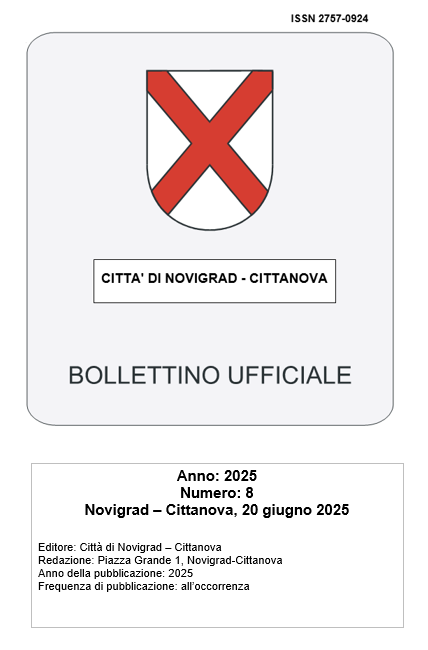 ISSN 2757-0924
CITTA' DI NOVIGRAD - CITTANOVA
BOLLETTINO UFFICIALE
Anno: 2025
Numero: 8
Novigrad – Cittanova, 20 giugno 2025
Editore: Città di Novigrad – Cittanova
Redazione: Piazza Grande 1, Novigrad-Cittanova
Anno della pubblicazione: 2025
Frequenza di pubblicazione: all’occorrenza